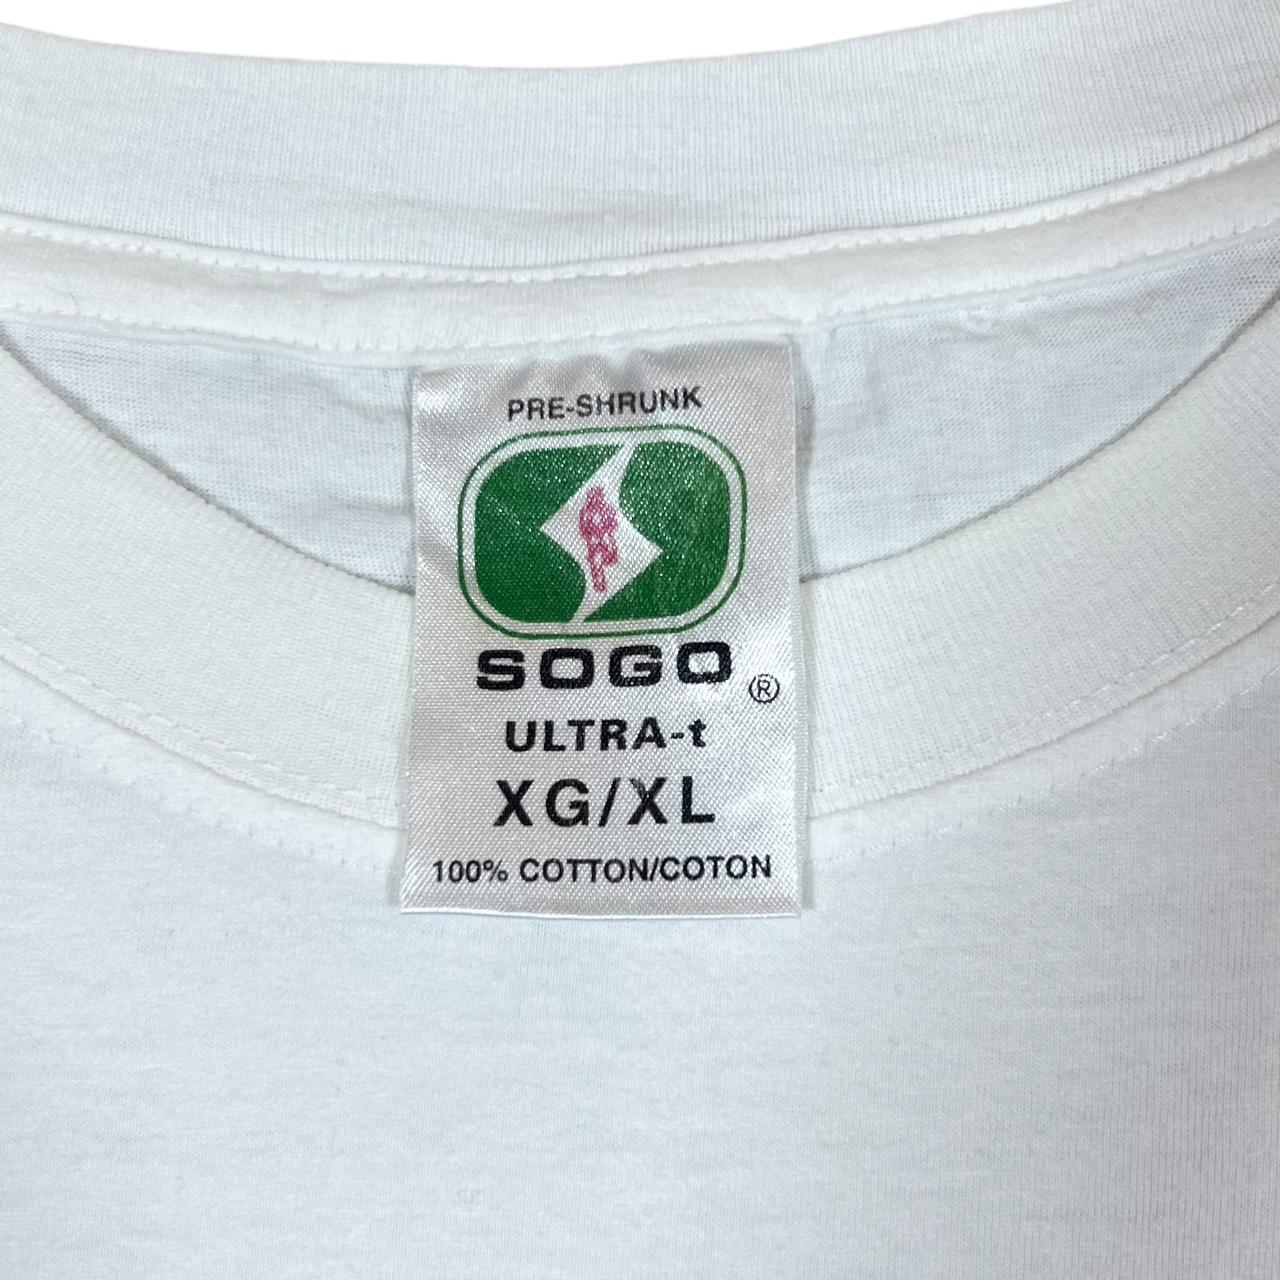 PRE-SHRUNK
SOGO ®
ULTRA-t
XG/XL
100% COTTON/COTON